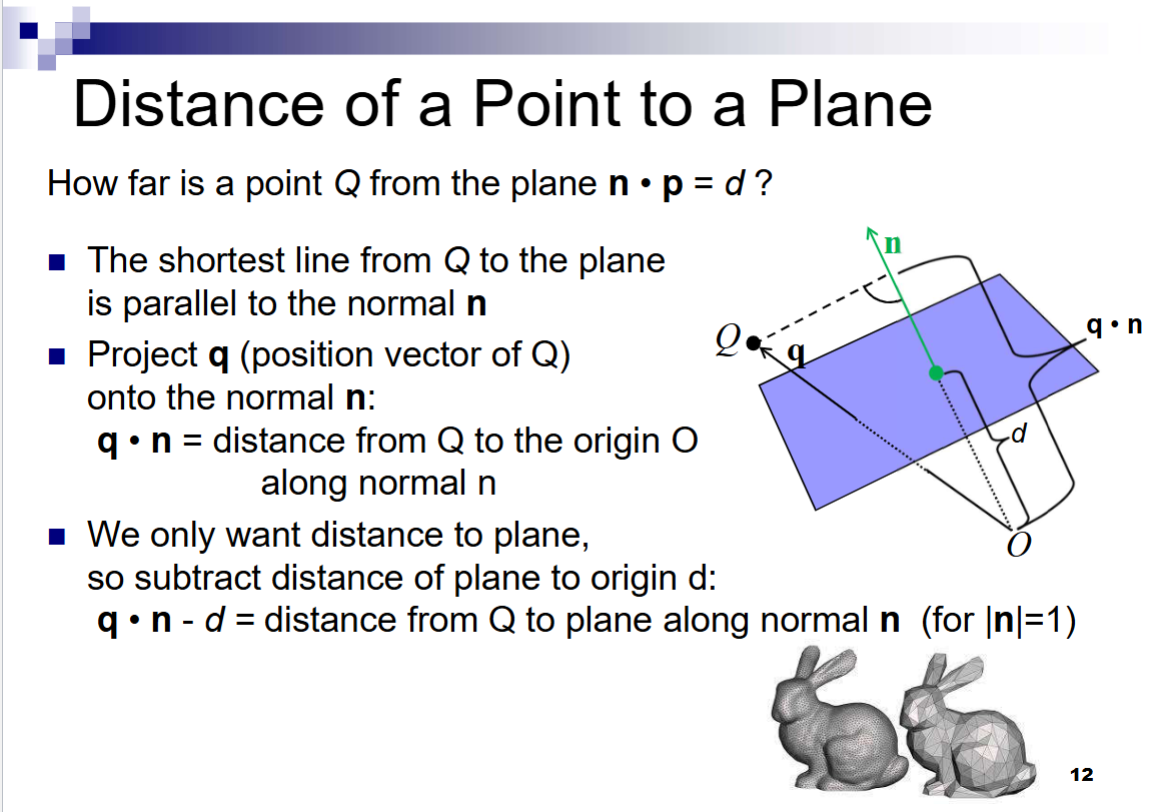 Distance of a Point to a Plane
How far is a point Q from the plane n • p = d ?
■ The shortest line from Q to the plane
is parallel to the normal n
■ Project q (position vector of Q)
onto the normal n:
q • n = distance from Q to the origin O
along normal n
■ We only want distance to plane,
so subtract distance of plane to origin d:
q • n - d = distance from Q to plane along normal n (for |n|=1)
n
q • n
Q
q
d
O
12